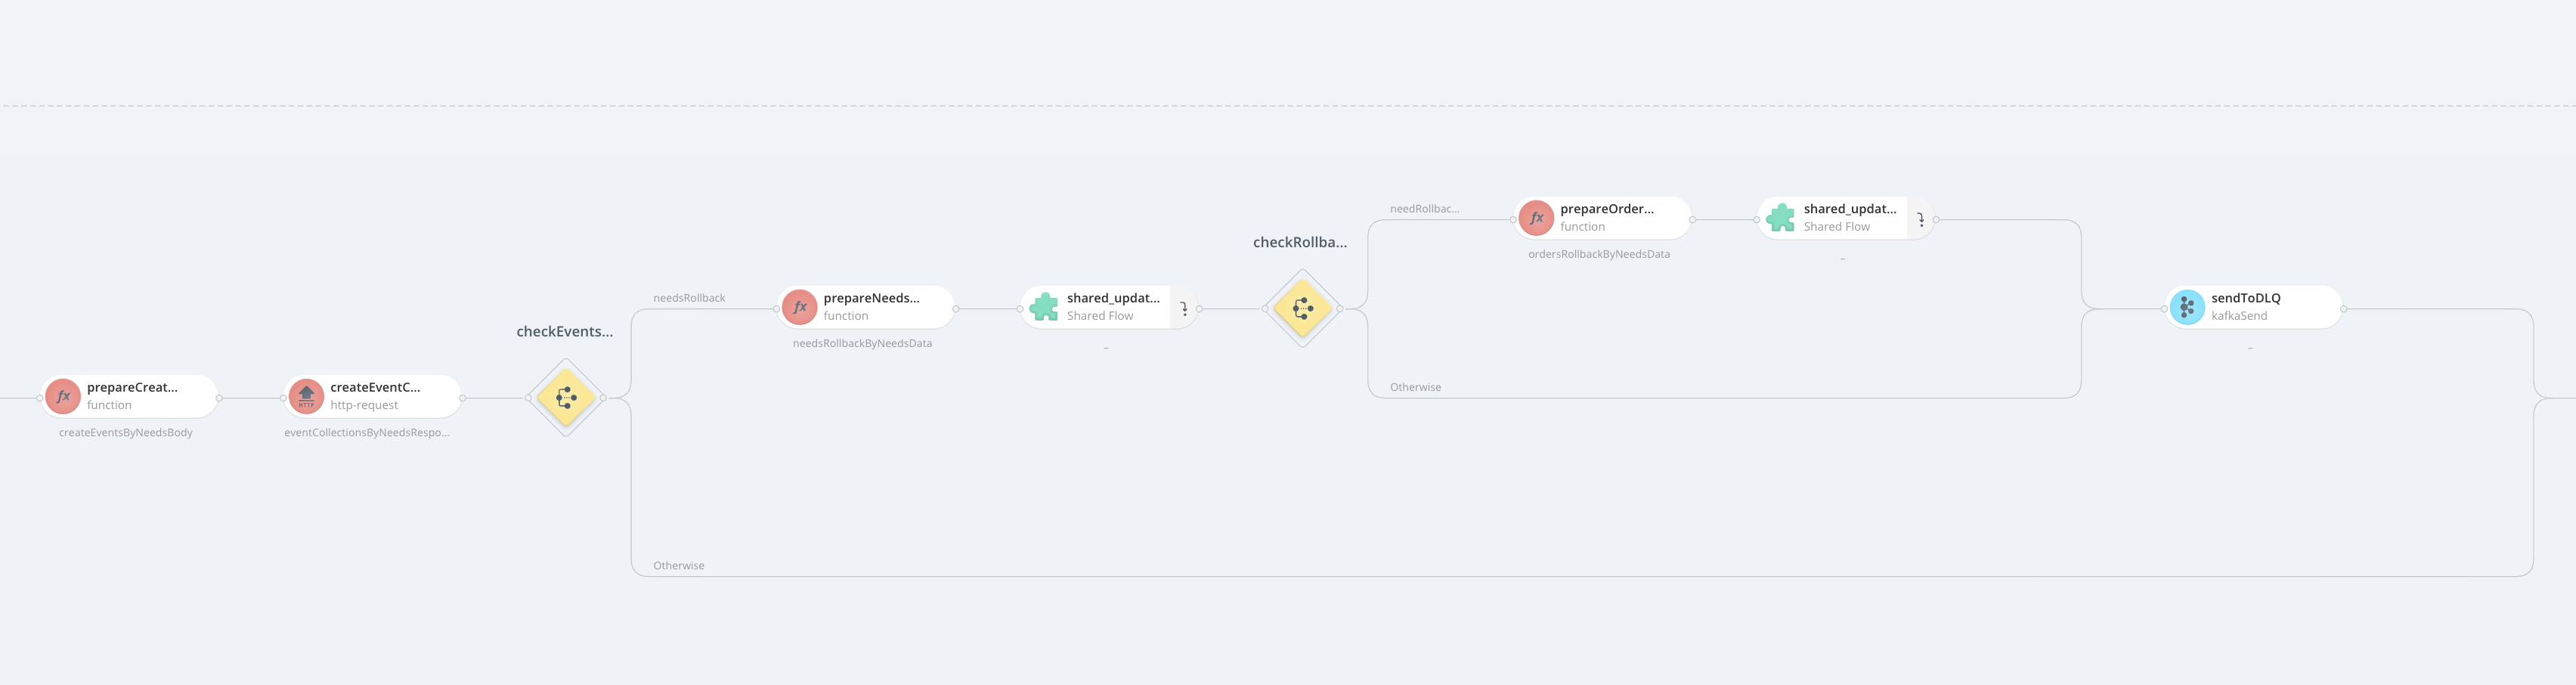 prepareCreat...
function
createEventsByNeedsBody
createEventC...
http-request
HTTP
eventCollectionsByNeedsRespo...
checkEvents...
needsRollback
Otherwise
prepareNeeds...
function
needsRollbackByNeedsData
shared_updat...
Shared Flow
–
checkRollba...
needRollbac...
Otherwise
prepareOrder...
function
ordersRollbackByNeedsData
shared_updat...
Shared Flow
–
sendToDLQ
kafkaSend
–